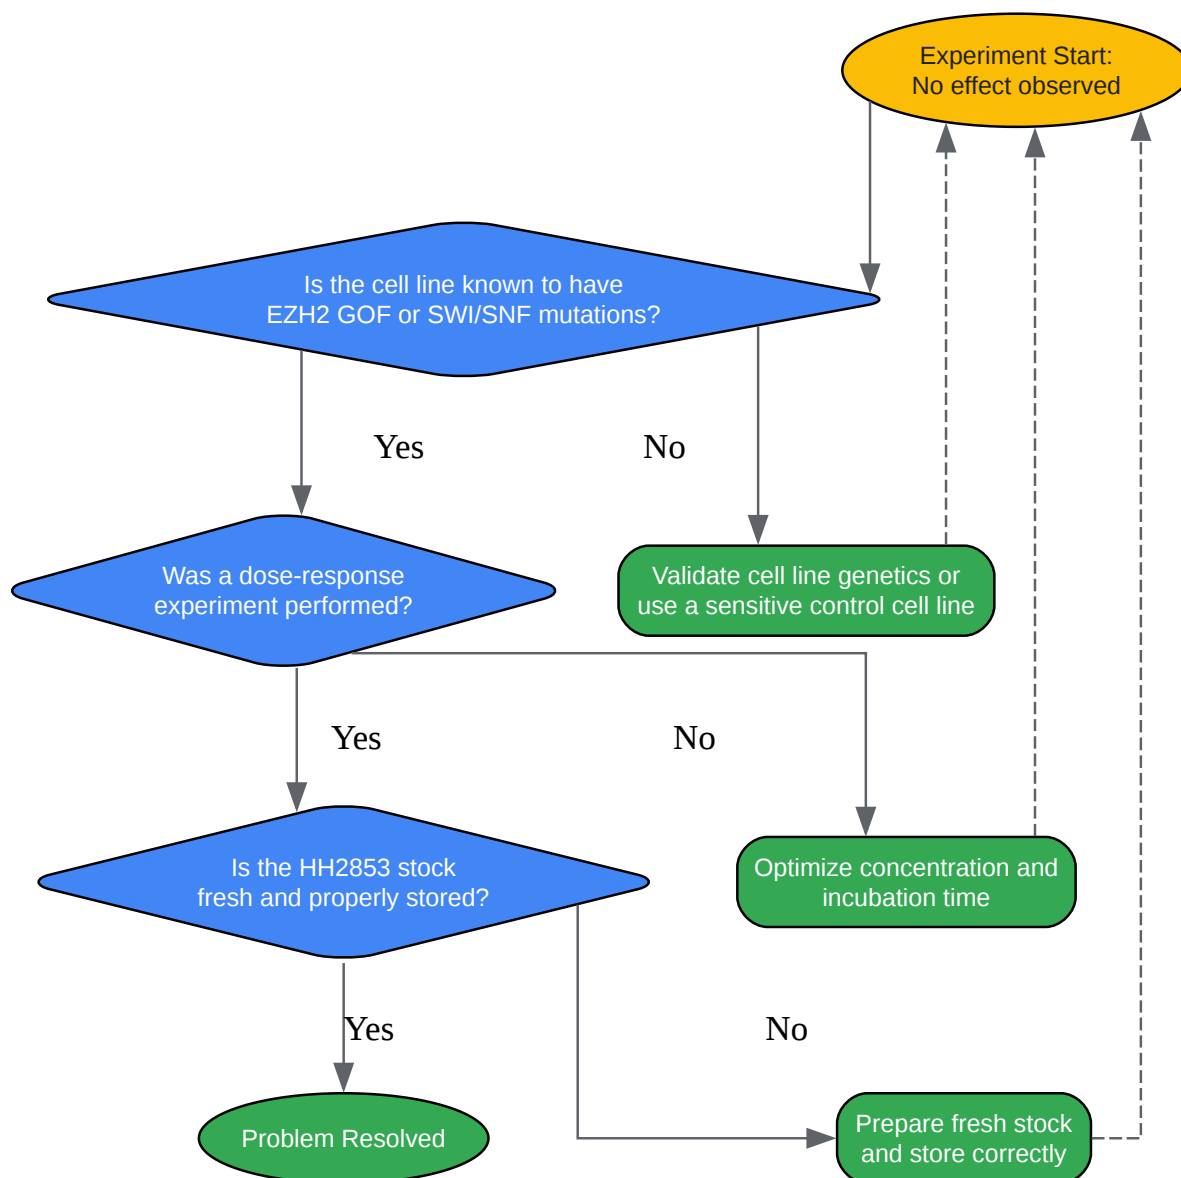 Experiment Start:
No effect observed
Is the cell line known to have
EZH2 GOF or SWI/SNF mutations?
Yes
No
Was a dose-response
experiment performed?
Validate cell line genetics or
use a sensitive control cell line
Yes
No
Is the HH2853 stock
fresh and properly stored?
Optimize concentration and
incubation time
Yes
No
Problem Resolved
Prepare fresh stock
and store correctly